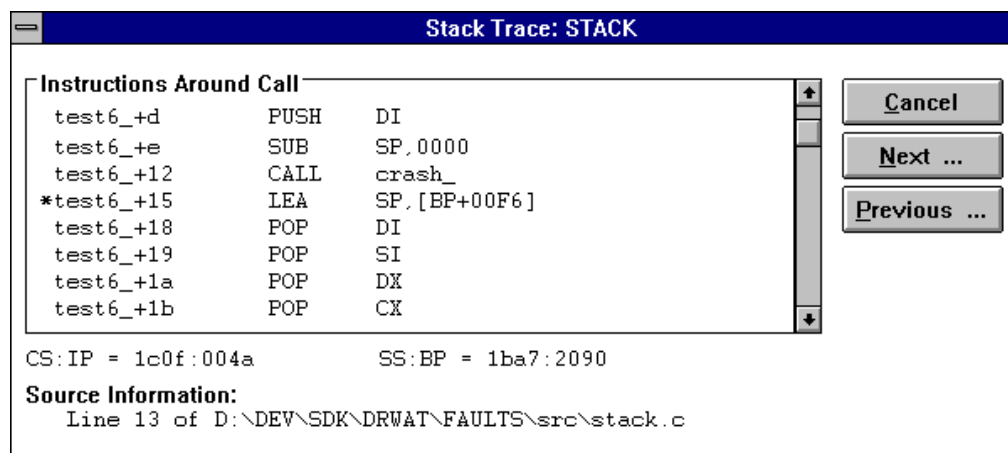 Stack Trace: STACK
Instructions Around Call
test6_+d PUSH DI
test6_+e SUB SP,0000
test6_+12 CALL crash_
*test6_+15 LEA SP,[BP+00F6]
test6_+18 POP DI
test6_+19 POP SI
test6_+1a POP DX
test6_+1b POP CX
Cancel
Next ...
Previous ...
CS:IP = 1c0f:004a SS:BP = 1ba7:2090
Source Information:
Line 13 of D:\DEV\SDK\DRWAT\FAULTS\src\stack.c